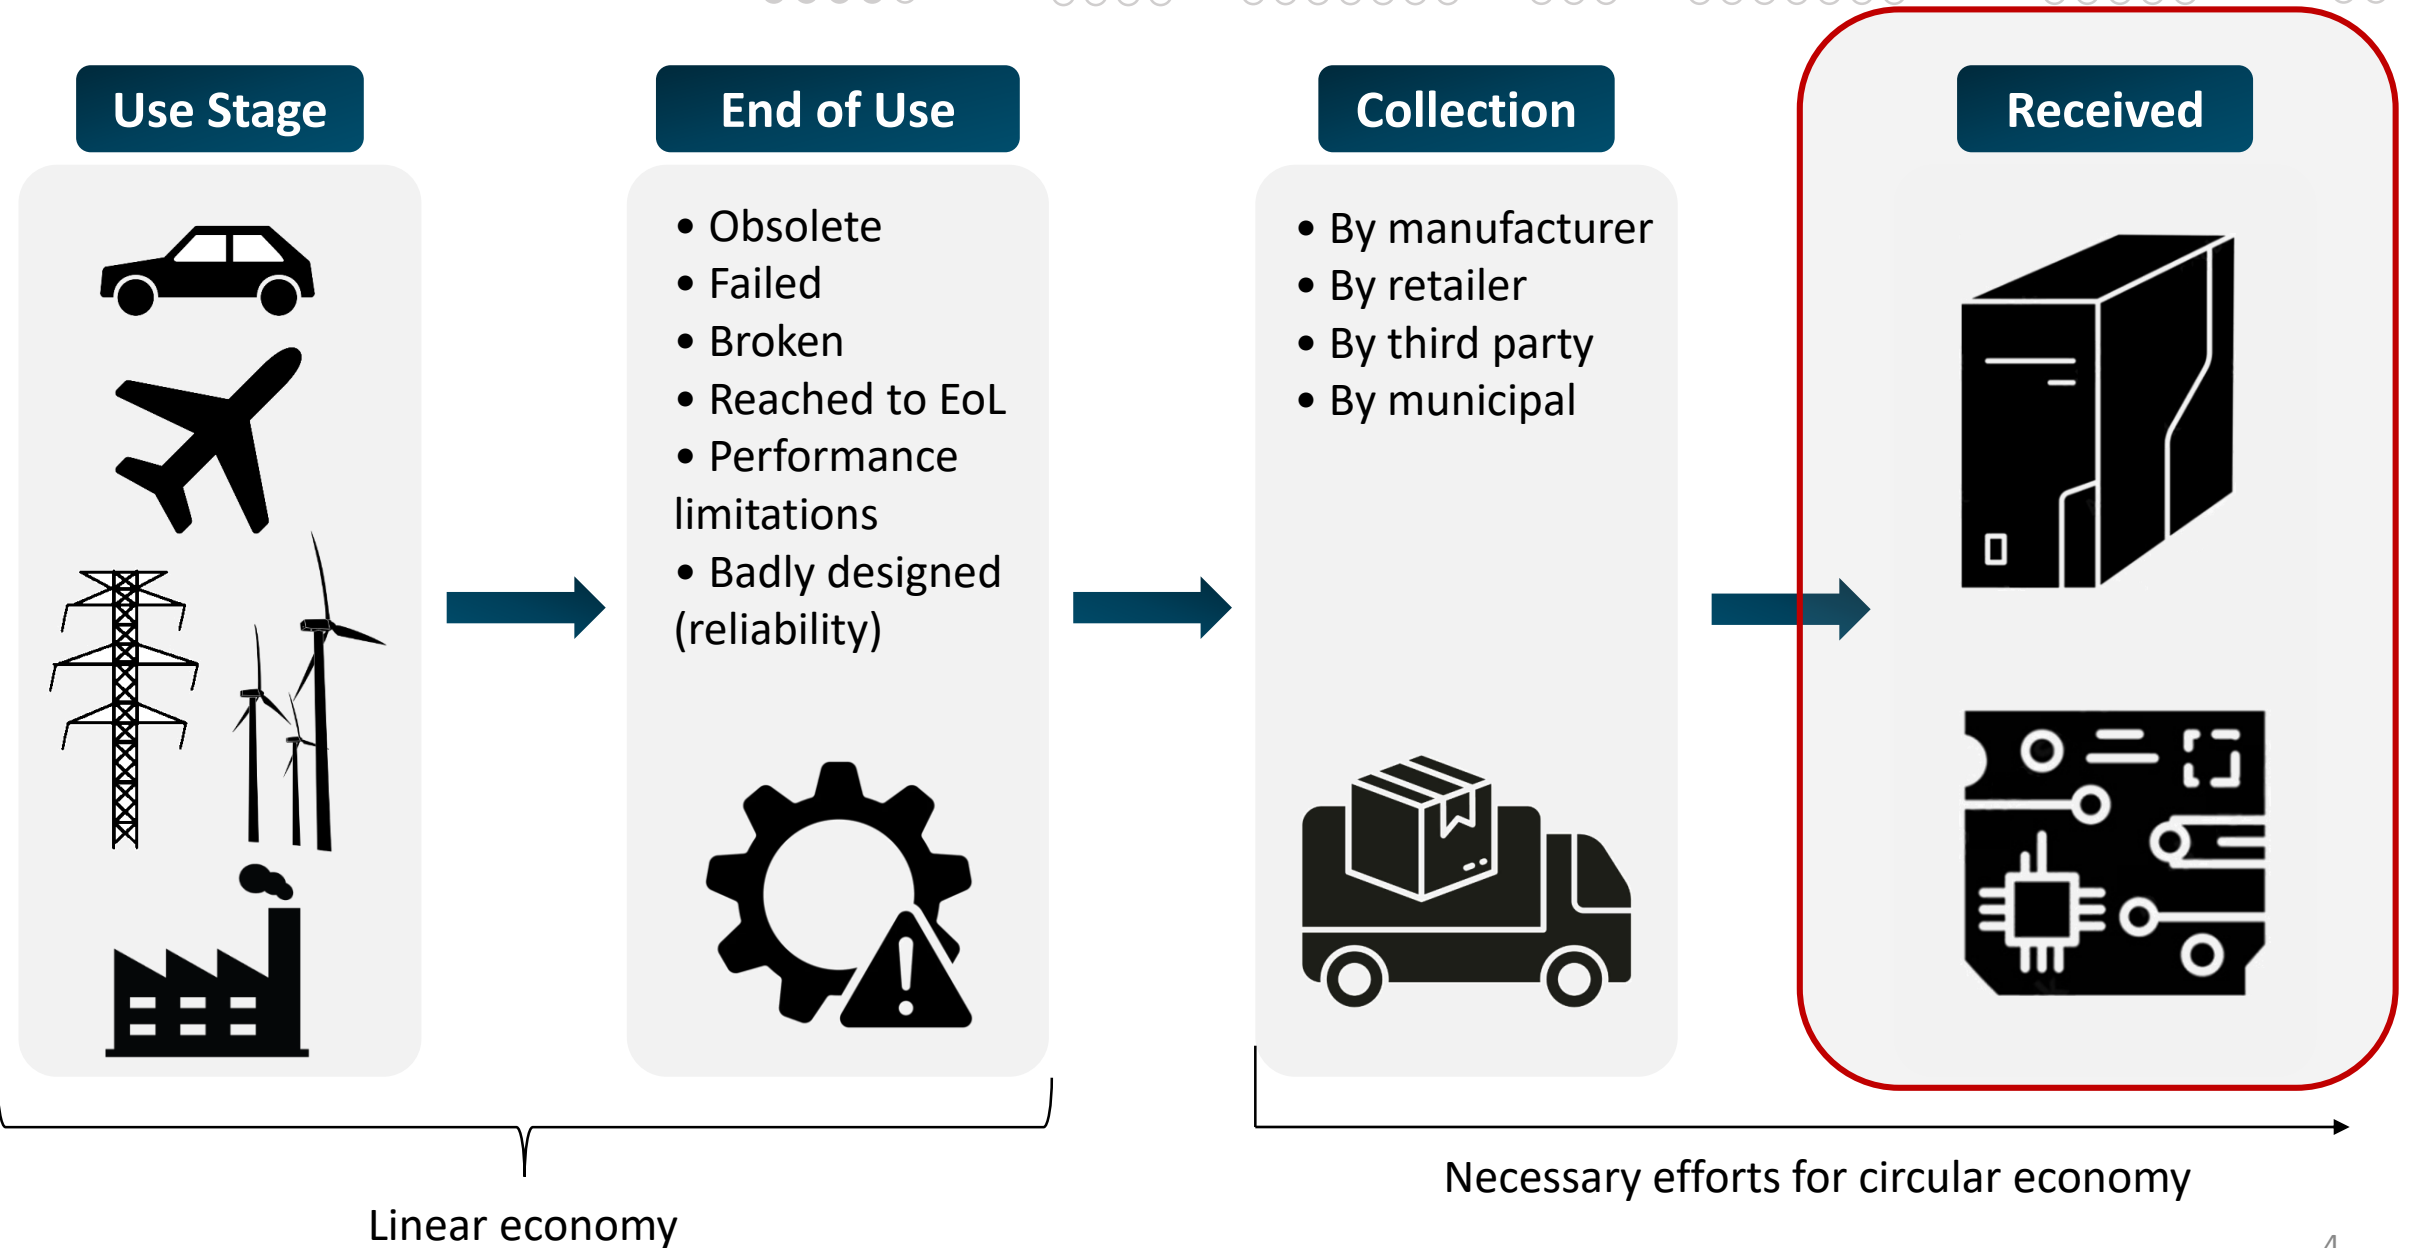 Use Stage
End of Use
• Obsolete
• Failed
• Broken
• Reached to EoL
• Performance
limitations
• Badly designed
(reliability)
Collection
• By manufacturer
• By retailer
• By third party
• By municipal
Received
Linear economy
Necessary efforts for circular economy
4